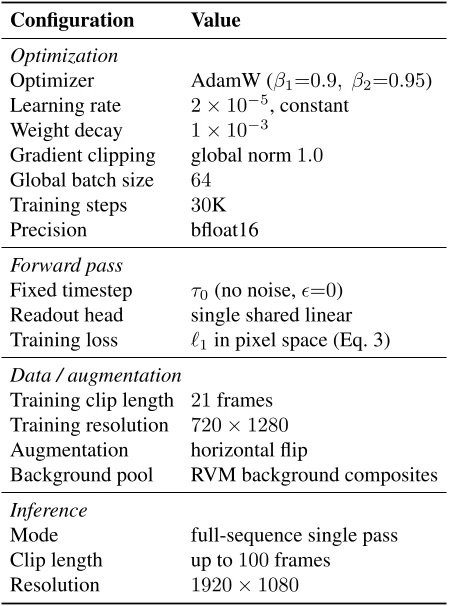 Configuration Value
Optimization
Optimizer AdamW (β₁=0.9, β₂=0.95)
Learning rate 2 × 10⁻⁵, constant
Weight decay 1 × 10⁻³
Gradient clipping global norm 1.0
Global batch size 64
Training steps 30K
Precision bfloat16
Forward pass
Fixed timestep τ₀ (no noise, ϵ=0)
Readout head single shared linear
Training loss ℓ₁ in pixel space (Eq. 3)
Data / augmentation
Training clip length 21 frames
Training resolution 720 × 1280
Augmentation horizontal flip
Background pool RVM background composites
Inference
Mode full-sequence single pass
Clip length up to 100 frames
Resolution 1920 × 1080